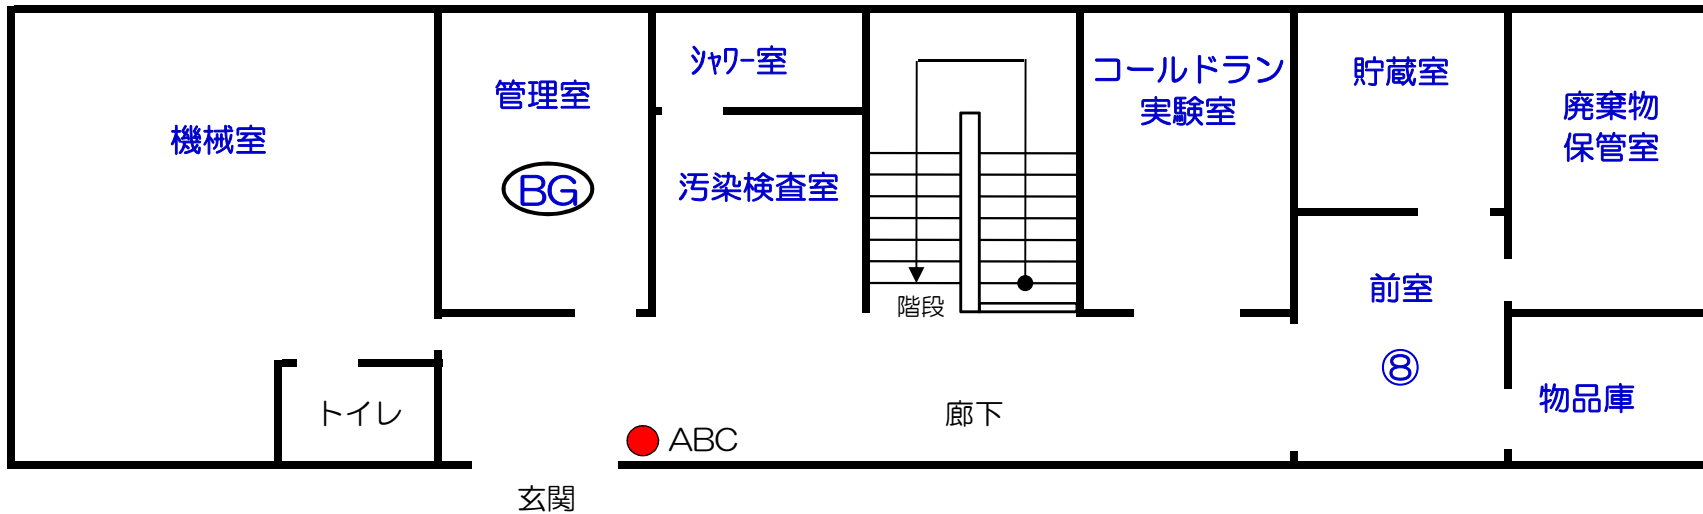 機械室
管理室
BG
ｼｬﾜｰ室
汚染検査室
階段
コールドラン
実験室
貯蔵室
廃棄物
保管室
前室
⑧
物品庫
トイレ
ABC
廊下
玄関